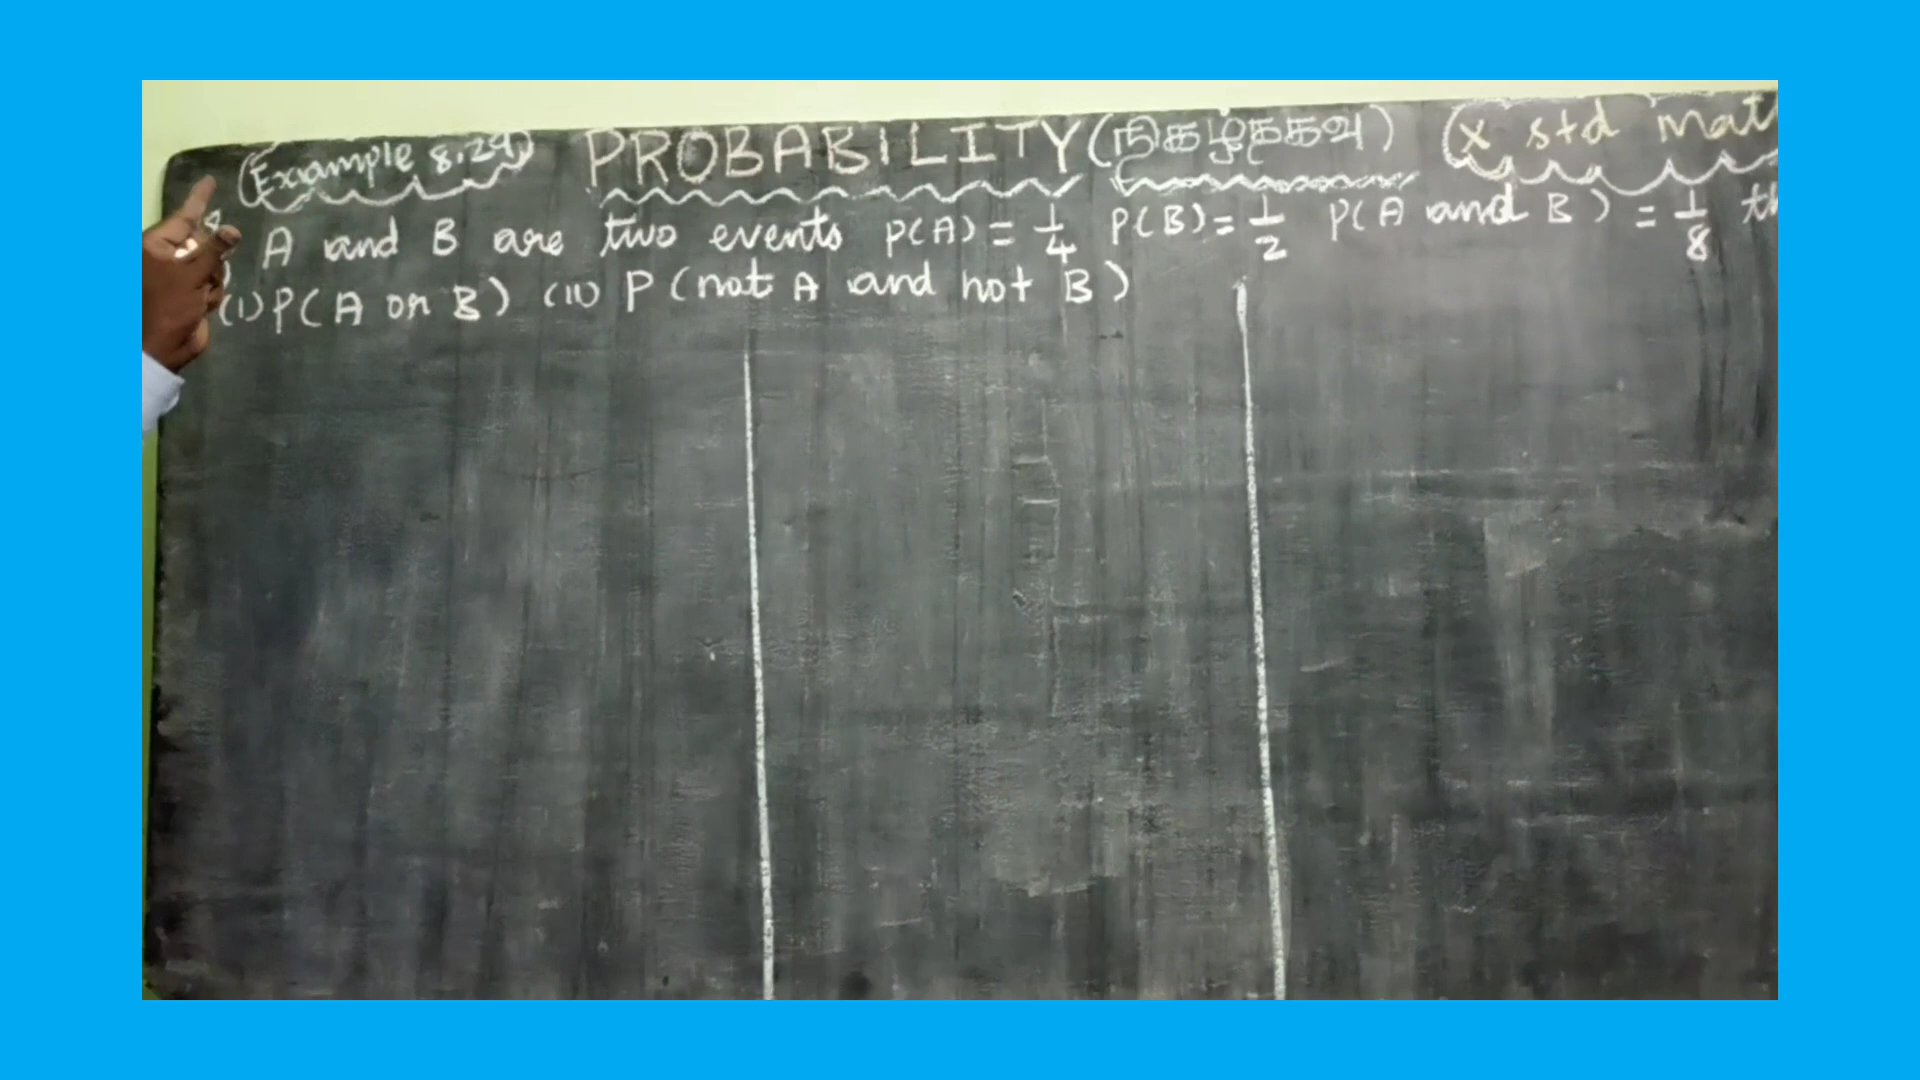 (Example 8.29) PROBABILITY (நிகழ்தகவு) (X std mat
A and B are two events P(A) = 1/4 P(B) = 1/2 P(A and B) = 1/8 th
(i) P(A or B) (ii) P(not A and not B)